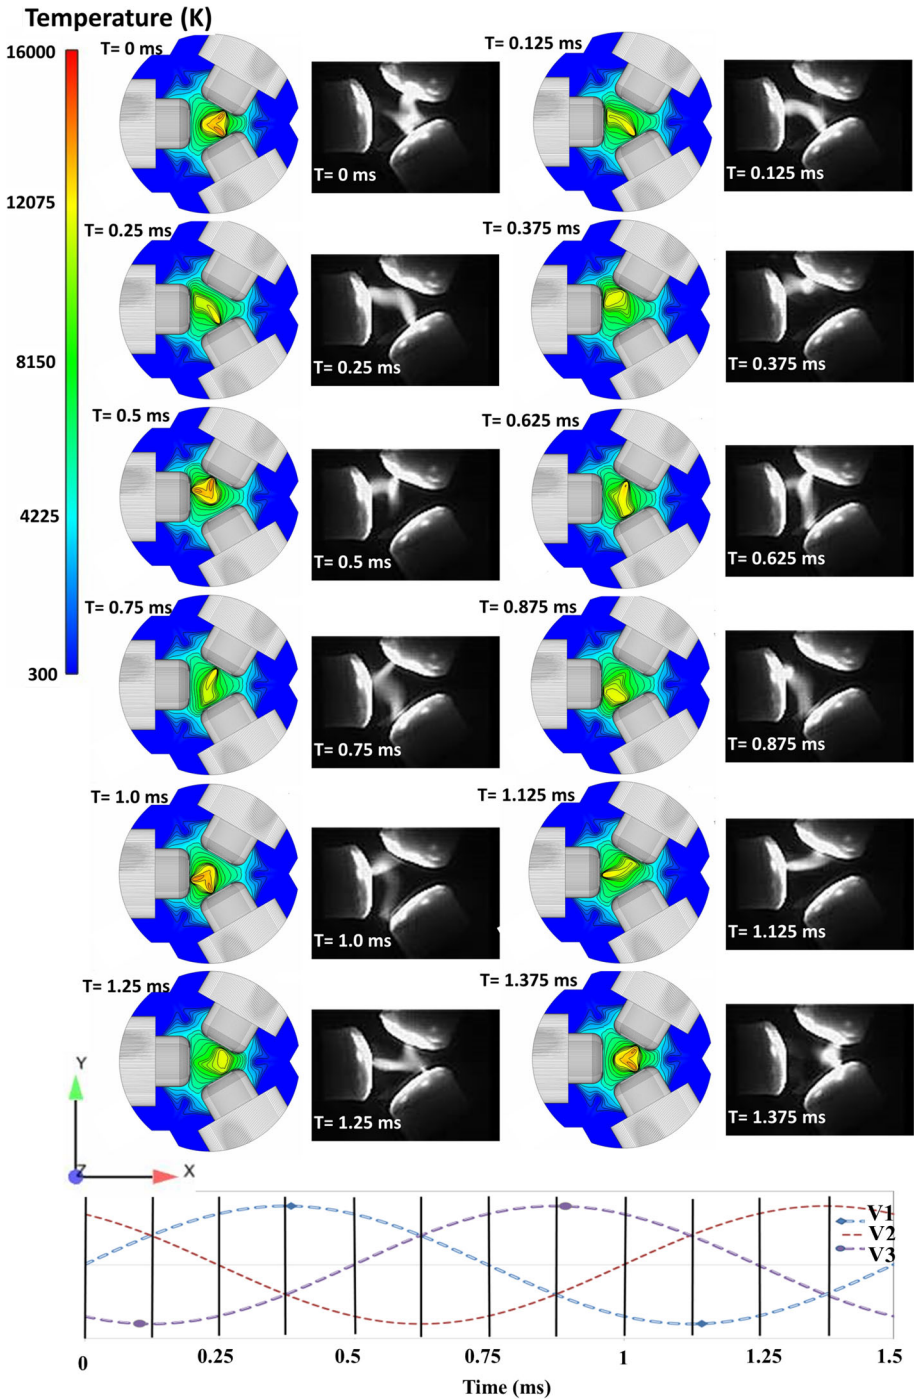 Temperature (K)
16000
12075
8150
4225
300
T= 0 ms
T= 0 ms
T= 0.125 ms
T= 0.125 ms
T= 0.25 ms
T= 0.25 ms
T= 0.375 ms
T= 0.375 ms
T= 0.5 ms
T= 0.5 ms
T= 0.625 ms
T= 0.625 ms
T= 0.75 ms
T= 0.75 ms
T= 0.875 ms
T= 0.875 ms
T= 1.0 ms
T= 1.0 ms
T= 1.125 ms
T= 1.125 ms
T= 1.25 ms
T= 1.25 ms
T= 1.375 ms
T= 1.375 ms
Y
Z
X
V1
V2
V3
0
0.25
0.5
0.75
1
1.25
1.5
Time (ms)